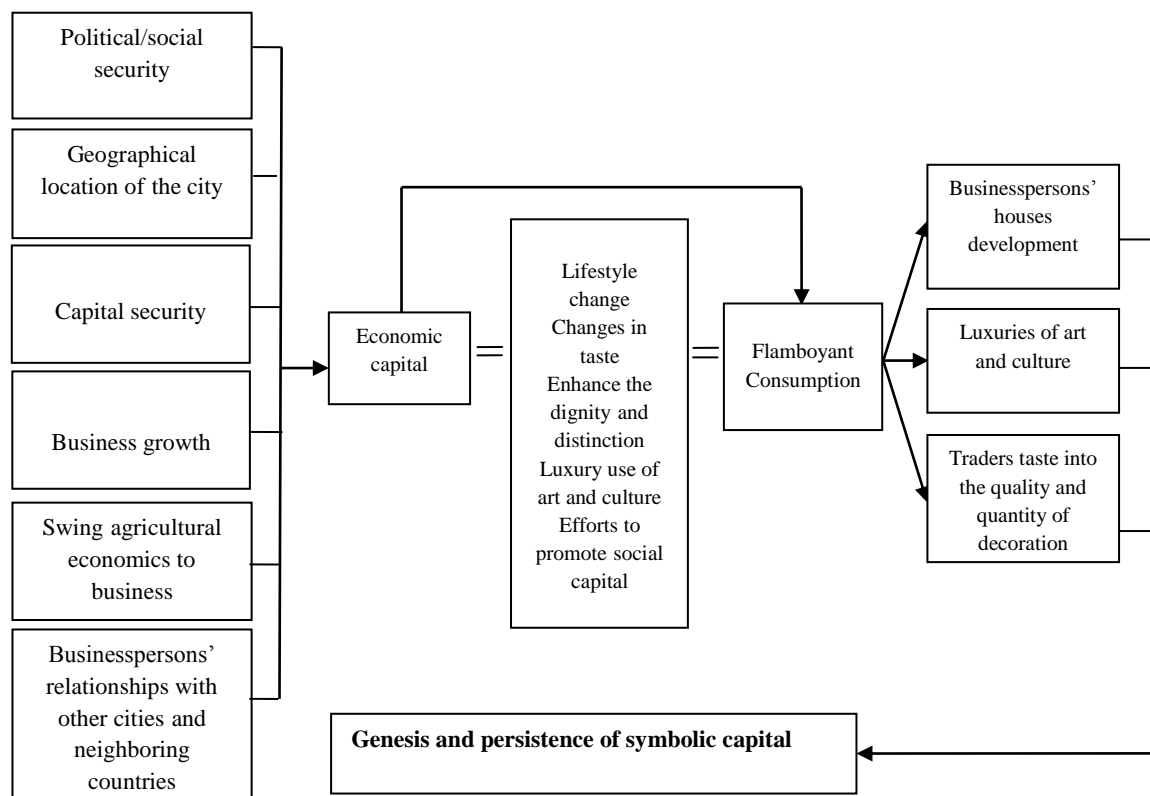 Political/social
security
Geographical
location of the city
Capital security
Business growth
Swing agricultural
economics to
business
Businesspersons’
relationships with
other cities and
neighboring
countries
Economic
capital
=
Lifestyle
change
Changes in
taste
Enhance the
dignity and
distinction
Luxury use of
art and culture
Efforts to
promote social
capital
=
Flamboyant
Consumption
Businesspersons’
houses
development
Luxuries of art
and culture
Traders taste into
the quality and
quantity of
decoration
Genesis and persistence of symbolic capital